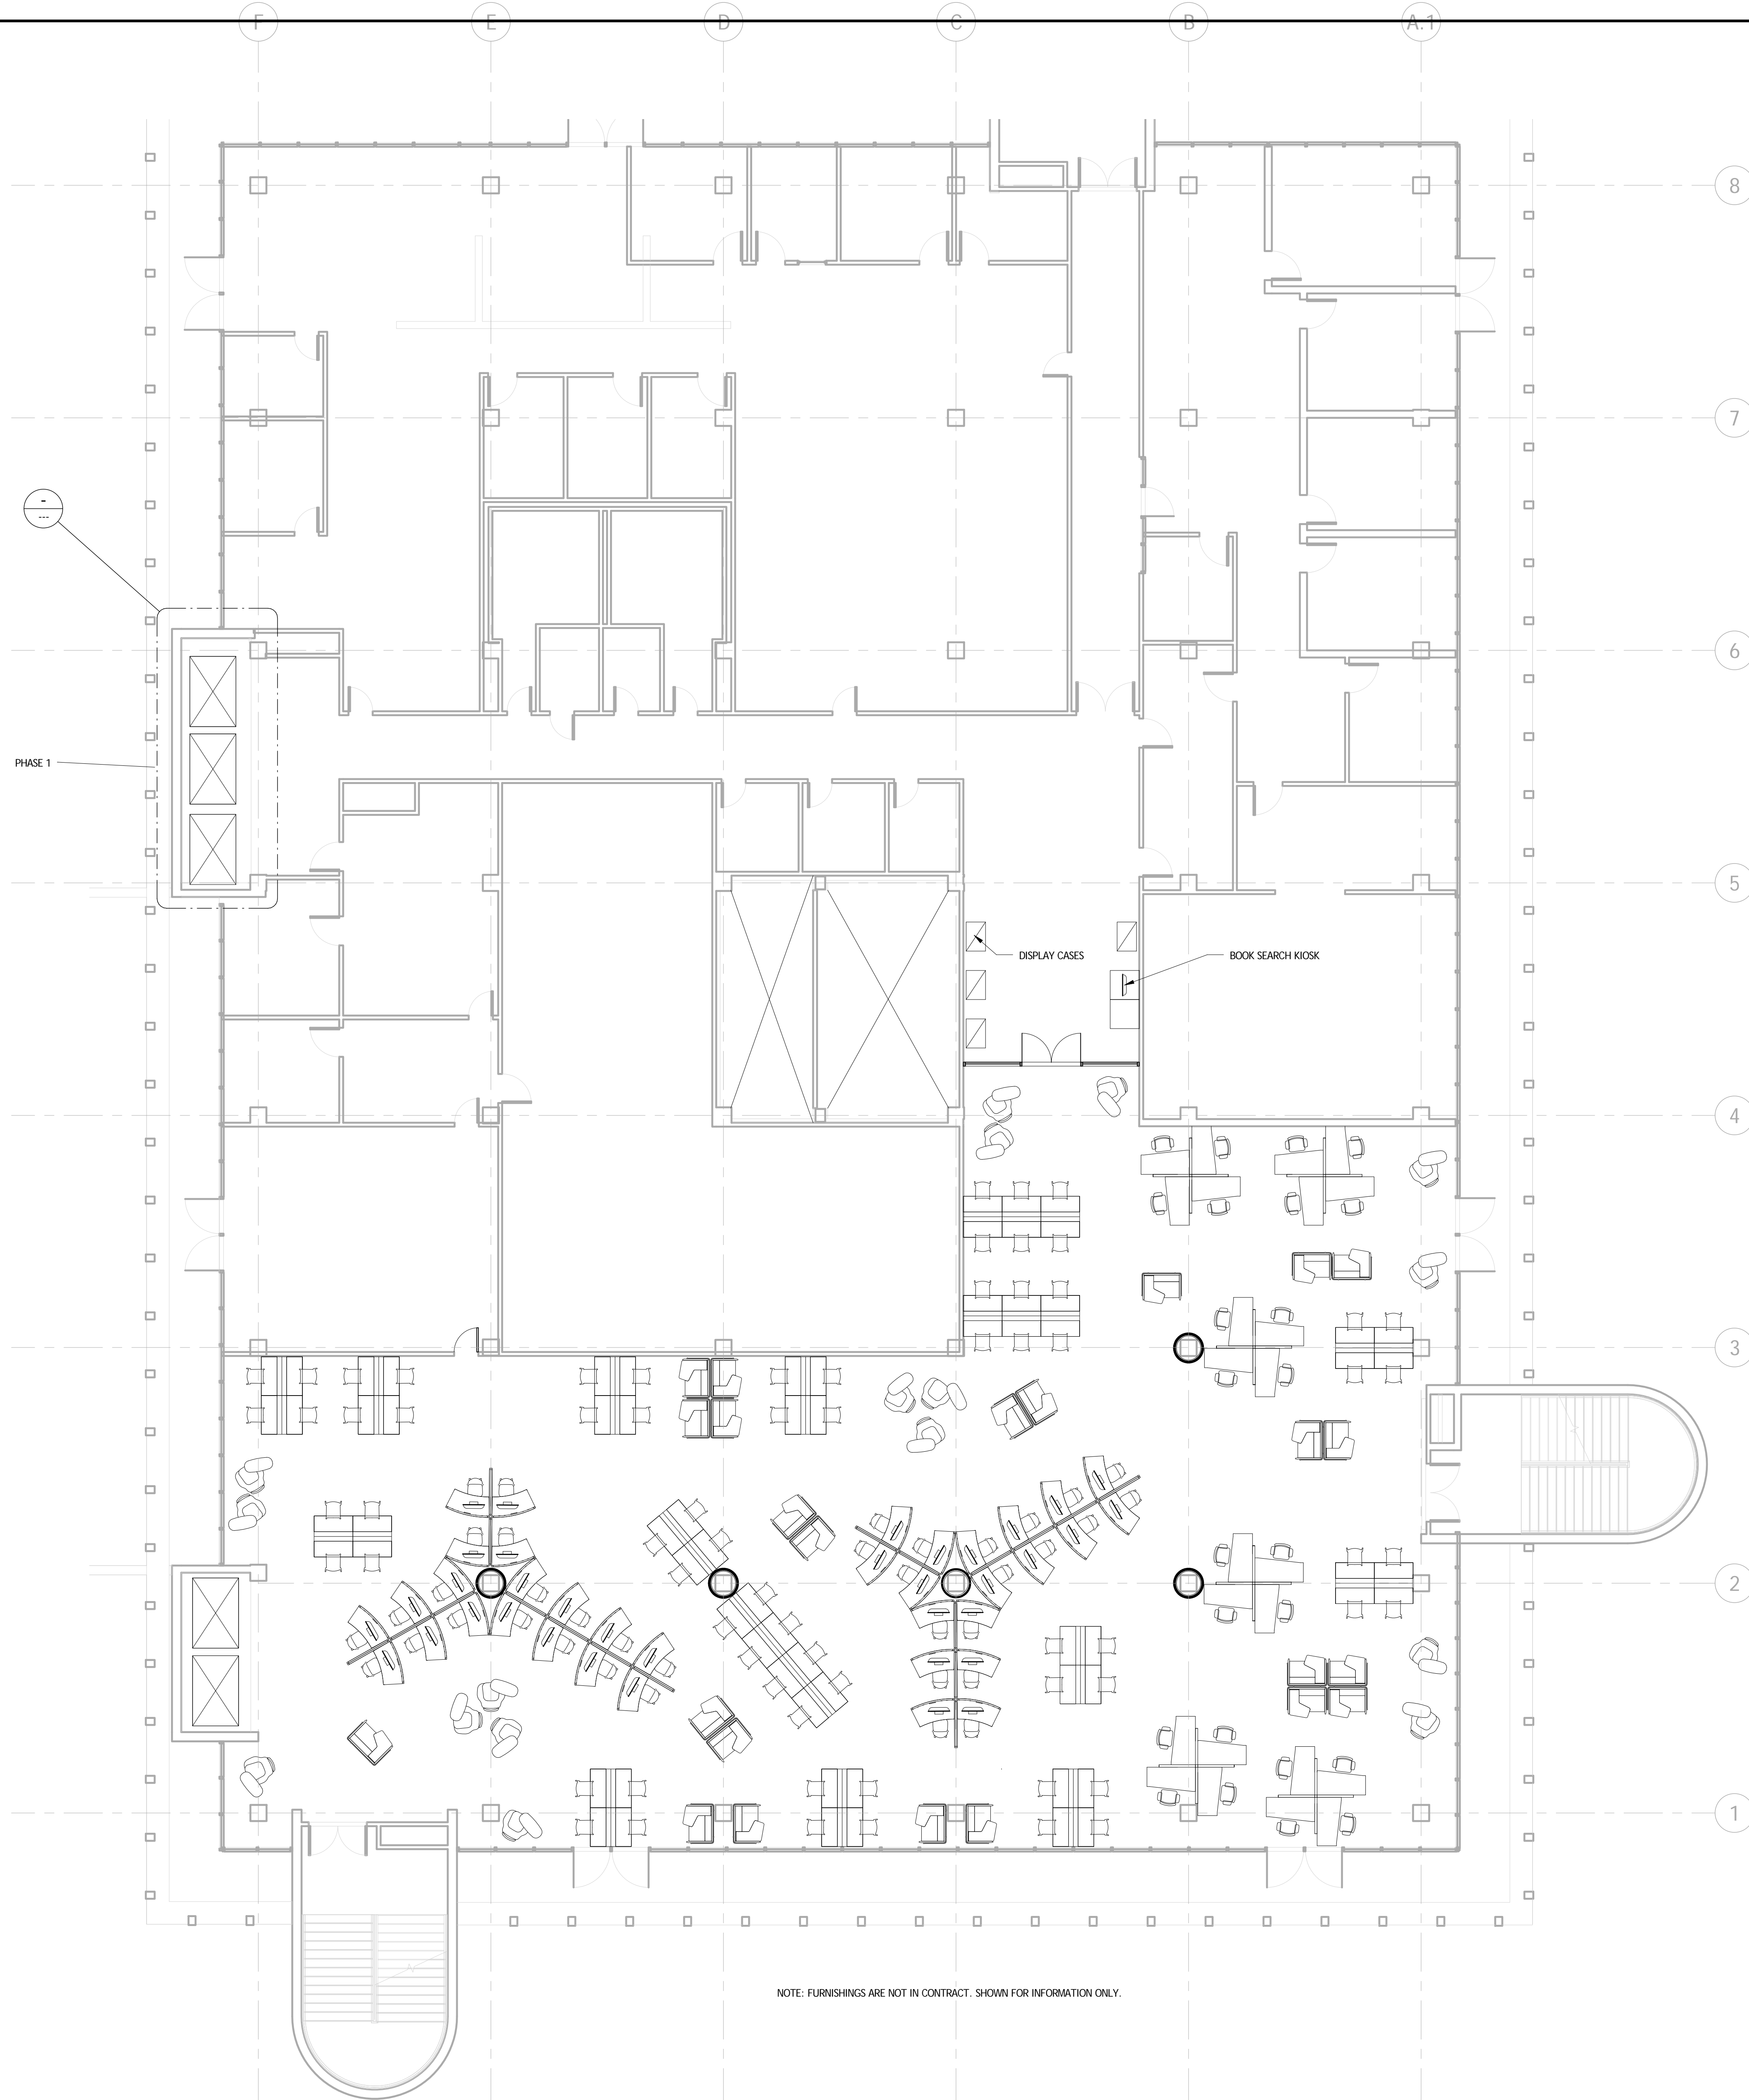 F E D C B A.1
8
7
-
---
6
PHASE 1
5
DISPLAY CASES
BOOK SEARCH KIOSK
4
3
2
1
NOTE: FURNISHINGS ARE NOT IN CONTRACT. SHOWN FOR INFORMATION ONLY.